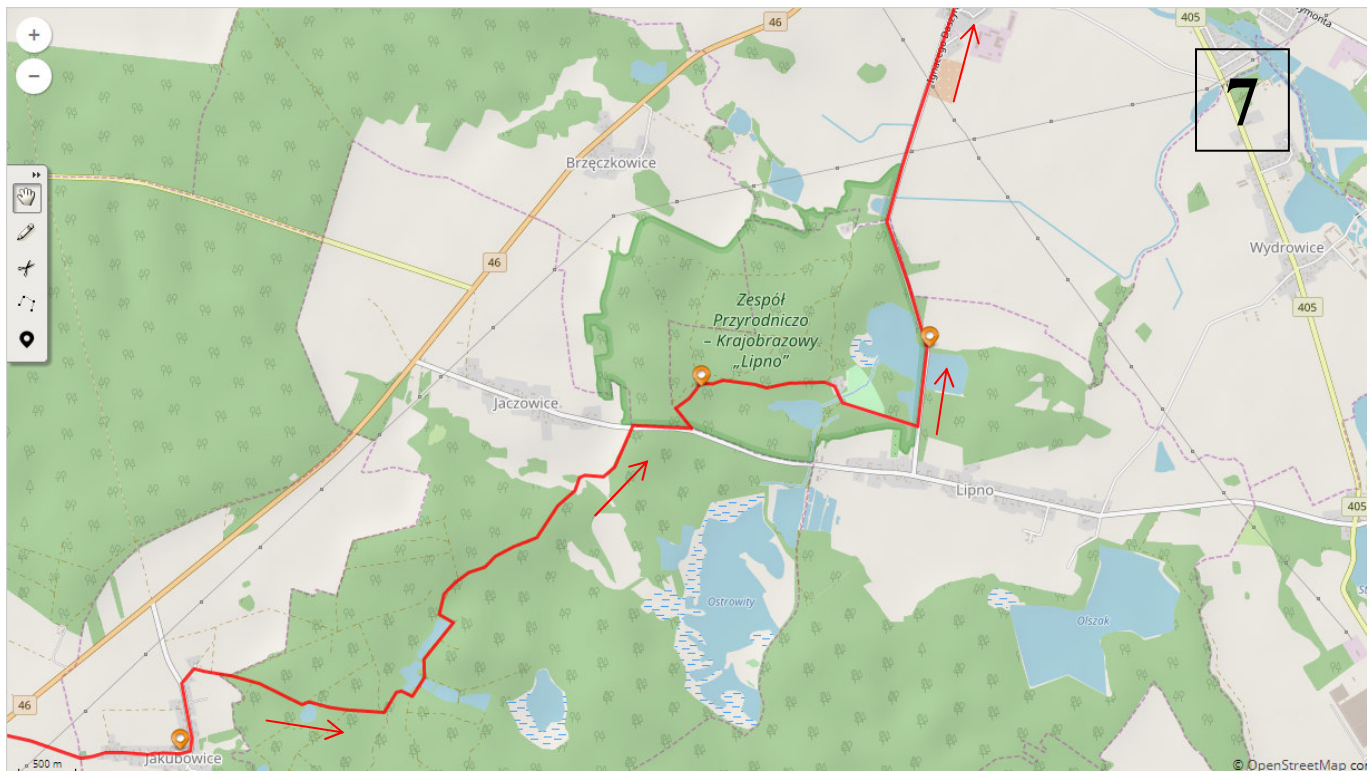 46
405
7
Brzęczkowice
Wydrowice
46
405
Zespół
Przyrodniczo
– Krajobrazowy
„Lipno”
Jaczowice
Lipno
405
Ostrowity
Olszak
46
Jakubowice
500 m
© OpenStreetMap